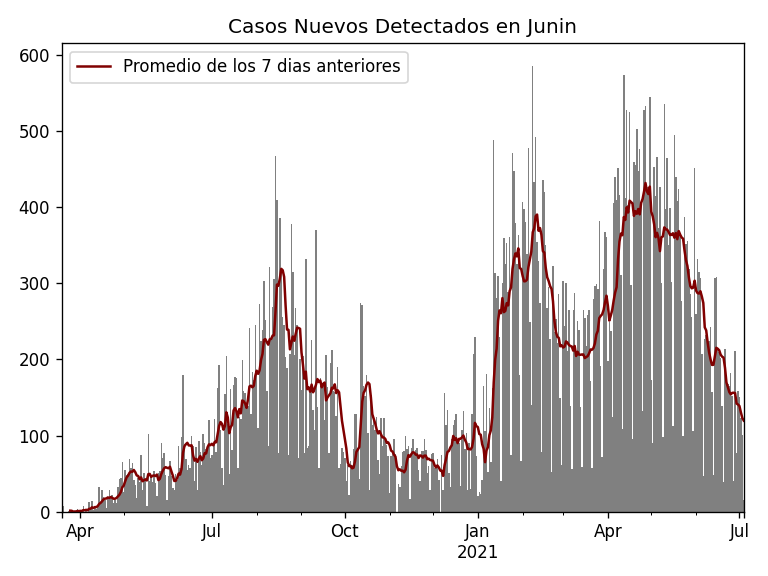 Casos Nuevos Detectados en Junin
Promedio de los 7 dias anteriores
600
500
400
300
200
100
0
Apr Jul Oct Jan Apr Jul
2021